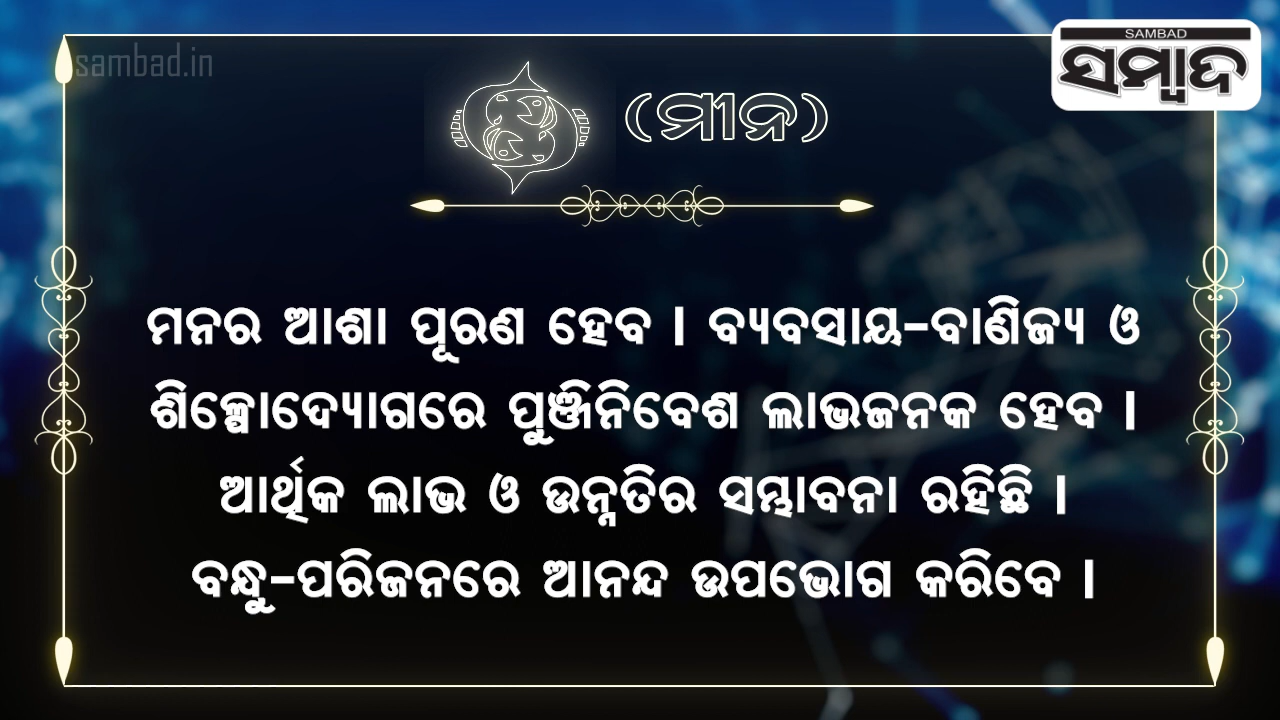 sambad.in
SAMBAD
ସମ୍ବାଦ
(ମୀନ)
ମନର ଆଶା ପୂରଣ ହେବ । ବ୍ୟବସାୟ-ବାଣିଜ୍ୟ ଓ
ଶିଳ୍ପୋଦ୍ୟୋଗରେ ପୁଞ୍ଜିନିବେଶ ଲାଭଜନକ ହେବ ।
ଆର୍ଥିକ ଲାଭ ଓ ଉନ୍ନତିର ସମ୍ଭାବନା ରହିଛି ।
ବନ୍ଧୁ-ପରିଜନରେ ଆନନ୍ଦ ଉପଭୋଗ କରିବେ ।